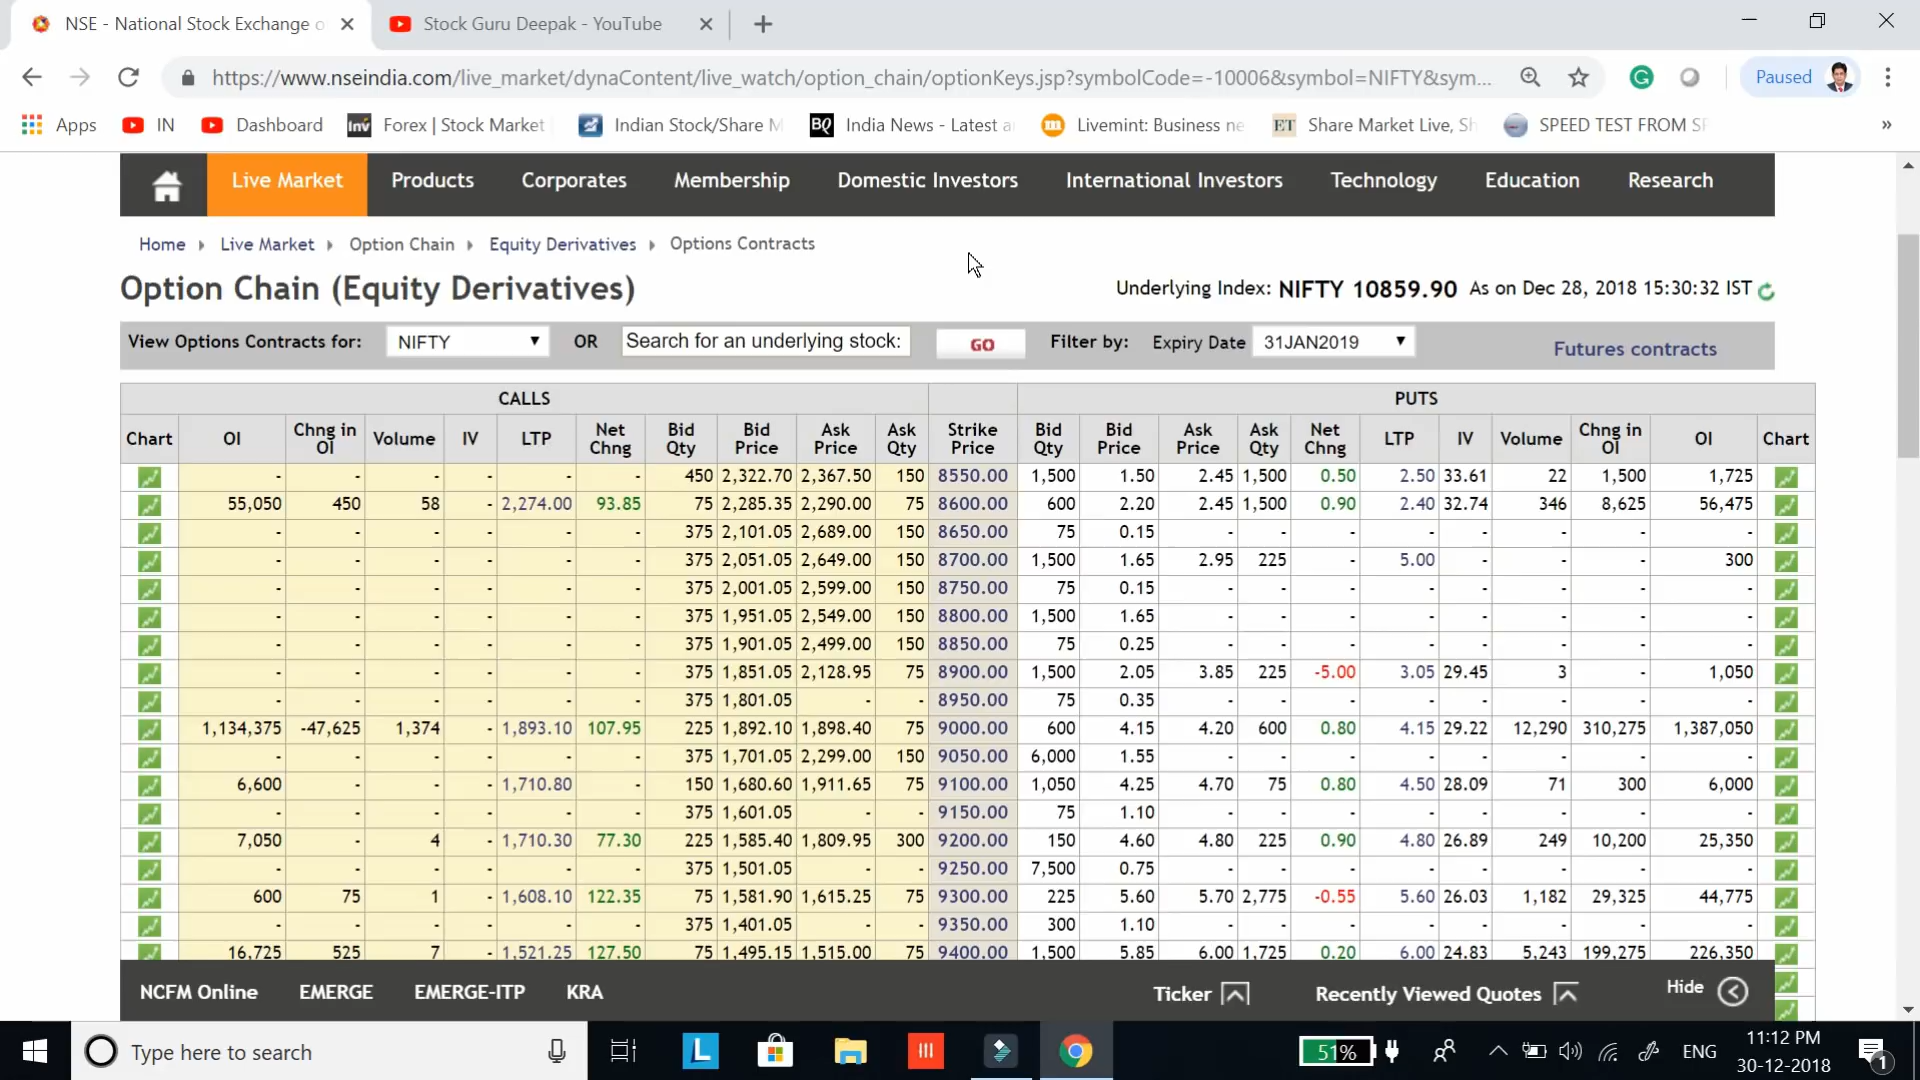 NSE - National Stock Exchange o
Stock Guru Deepak - YouTube
https://www.nseindia.com/live_market/dynaContent/live_watch/option_chain/optionKeys.jsp?symbolCode=-10006&symbol=NIFTY&sym...
Paused
Apps IN Dashboard Forex | Stock Market Indian Stock/Share M India News - Latest a Livemint: Business ne Share Market Live, Sh SPEED TEST FROM SP »
Inv BQ m ET G
Live Market Products Corporates Membership Domestic Investors International Investors Technology Education Research
Home Live Market Option Chain Equity Derivatives Options Contracts
Option Chain (Equity Derivatives)
Underlying Index: NIFTY 10859.90 As on Dec 28, 2018 15:30:32 IST
View Options Contracts for: NIFTY OR Search for an underlying stock: GO Filter by: Expiry Date 31JAN2019 Futures contracts
CALLS PUTS
Chart OI Chng in OI Volume IV LTP Net Chng Bid Qty Bid Price Ask Price Ask Qty Strike Price Bid Qty Bid Price Ask Price Ask Qty Net Chng LTP IV Volume Chng in OI OI Chart
- - - - - - 450 2,322.70 2,367.50 150 8550.00 1,500 1.50 2.45 1,500 0.50 2.50 33.61 22 1,500 1,725
55,050 450 58 - 2,274.00 93.85 75 2,285.35 2,290.00 75 8600.00 600 2.20 2.45 1,500 0.90 2.40 32.74 346 8,625 56,475
- - - - - - 375 2,101.05 2,689.00 150 8650.00 75 0.15 - - - - - - - -
- - - - - - 375 2,051.05 2,649.00 150 8700.00 1,500 1.65 2.95 225 - 5.00 - - - 300
- - - - - - 375 2,001.05 2,599.00 150 8750.00 75 0.15 - - - - - - - -
- - - - - - 375 1,951.05 2,549.00 150 8800.00 1,500 1.65 - - - - - - - -
- - - - - - 375 1,901.05 2,499.00 150 8850.00 75 0.25 - - - - - - - -
- - - - - - 375 1,851.05 2,128.95 75 8900.00 1,500 2.05 3.85 225 -5.00 3.05 29.45 3 - 1,050
- - - - - - 375 1,801.05 - - 8950.00 75 0.35 - - - - - - - -
1,134,375 -47,625 1,374 - 1,893.10 107.95 225 1,892.10 1,898.40 75 9000.00 600 4.15 4.20 600 0.80 4.15 29.22 12,290 310,275 1,387,050
- - - - - - 375 1,701.05 2,299.00 150 9050.00 6,000 1.55 - - - - - - - -
6,600 - - - 1,710.80 - 150 1,680.60 1,911.65 75 9100.00 1,050 4.25 4.70 75 0.80 4.50 28.09 71 300 6,000
- - - - - - 375 1,601.05 - - 9150.00 75 1.10 - - - - - - - -
7,050 - 4 - 1,710.30 77.30 225 1,585.40 1,809.95 300 9200.00 150 4.60 4.80 225 0.90 4.80 26.89 249 10,200 25,350
- - - - - - 375 1,501.05 - - 9250.00 7,500 0.75 - - - - - - - -
600 75 1 - 1,608.10 122.35 75 1,581.90 1,615.25 75 9300.00 225 5.60 5.70 2,775 -0.55 5.60 26.03 1,182 29,325 44,775
- - - - - - 375 1,401.05 - - 9350.00 300 1.10 - - - - - - - -
16,725 525 7 - 1,521.25 127.50 75 1,495.15 1,515.00 75 9400.00 1,500 5.85 6.00 1,725 0.20 6.00 24.83 5,243 199,275 226,350
NCFM Online EMERGE EMERGE-ITP KRA Ticker Recently Viewed Quotes Hide
Type here to search
L
51%
ENG
11:12 PM
30-12-2018
1